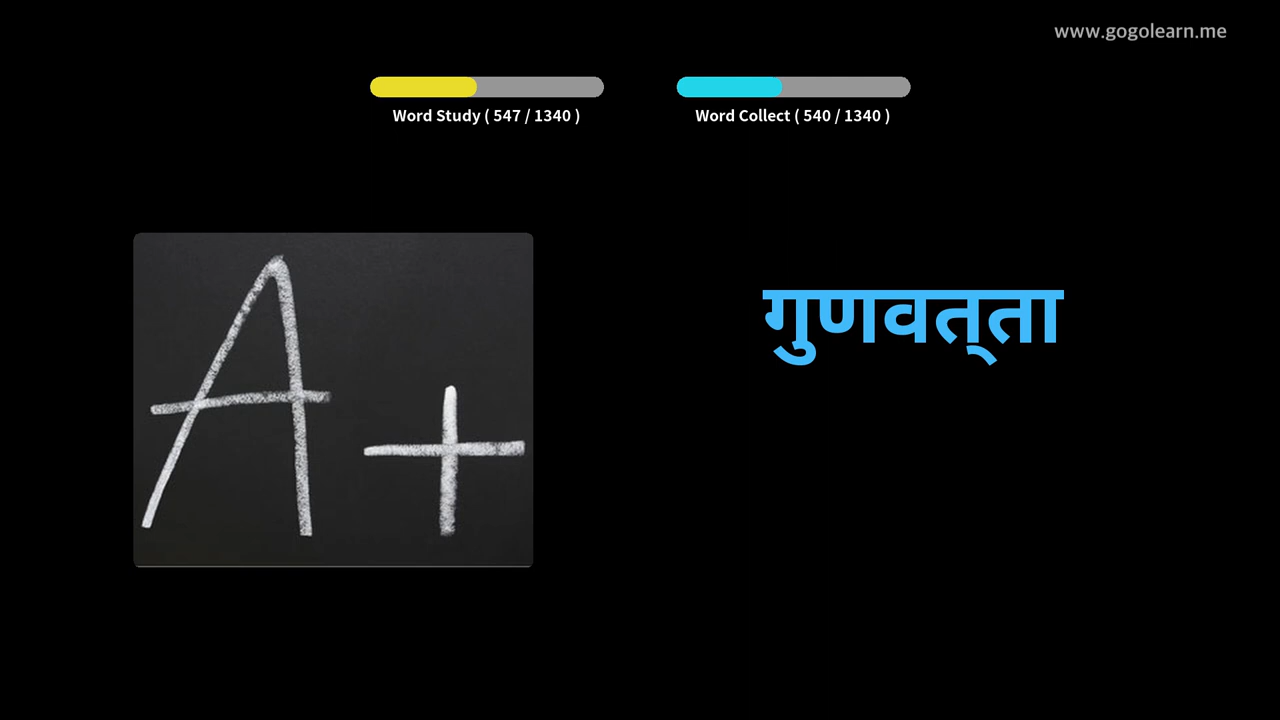 www.gogolearn.me
Word Study ( 547 / 1340 )
Word Collect ( 540 / 1340 )
A+
गुणवत्‌ता